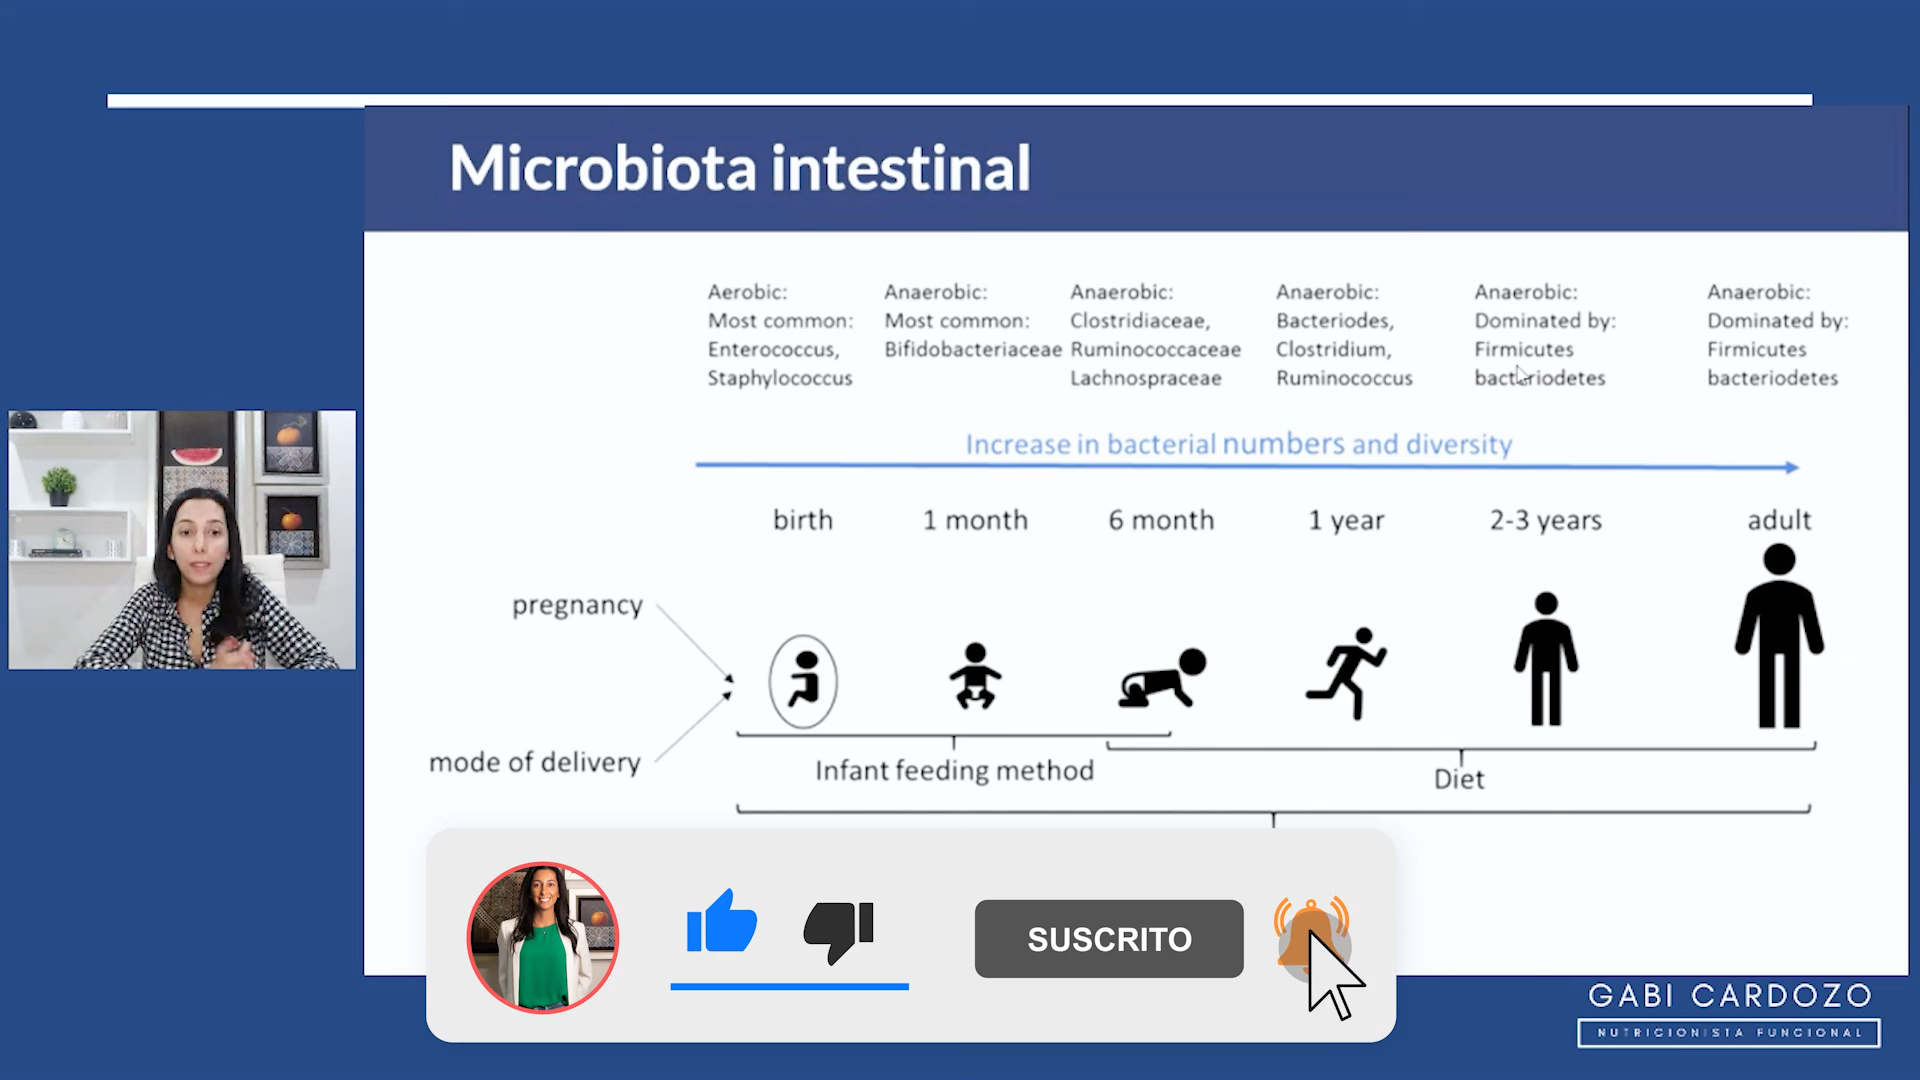 Microbiota intestinal
Aerobic:
Most common:
Enterococcus,
Staphylococcus
Anaerobic:
Most common:
Bifidobacteriaceae
Anaerobic:
Clostridiaceae,
Ruminococcaceae
Lachnospraceae
Anaerobic:
Bacteriodes,
Clostridium,
Ruminococcus
Anaerobic:
Dominated by:
Firmicutes
bacteriodetes
Anaerobic:
Dominated by:
Firmicutes
bacteriodetes
Increase in bacterial numbers and diversity
birth
1 month
6 month
1 year
2-3 years
adult
pregnancy
mode of delivery
Infant feeding method
Diet
SUSCRITO
GABI CARDOZO
NUTRICIONISTA FUNCIONAL